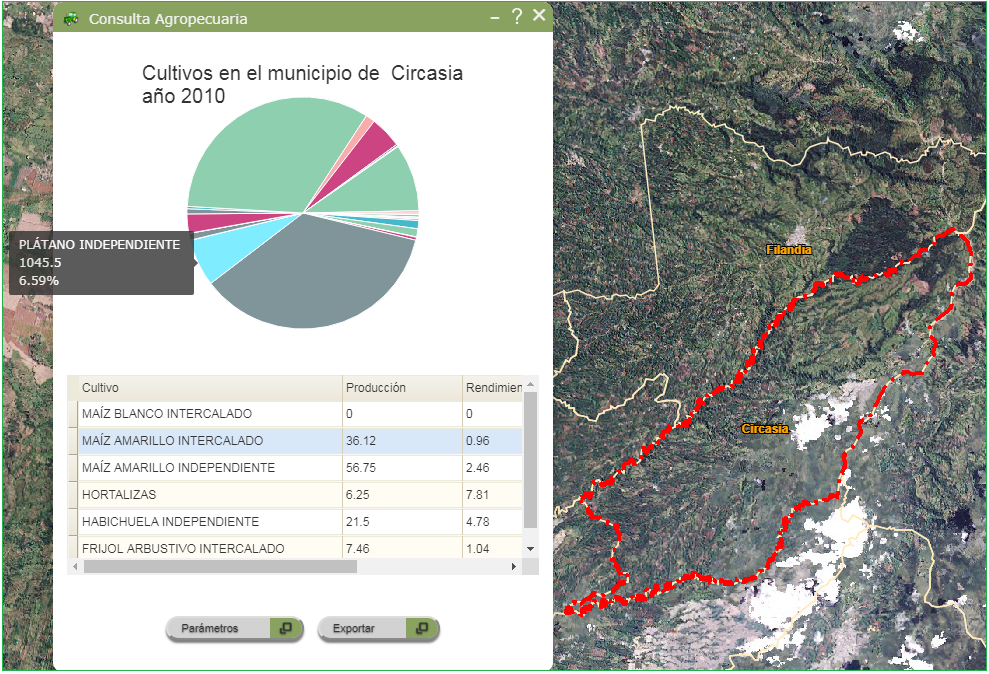 Consulta Agropecuaria
Cultivos en el municipio de Circasia
año 2010
PLÁTANO INDEPENDIENTE
1045.5
6.59%
Filandia
Circasia
Cultivo Producción Rendimien
MAÍZ BLANCO INTERCALADO 0 0
MAÍZ AMARILLO INTERCALADO 36.12 0.96
MAÍZ AMARILLO INDEPENDIENTE 56.75 2.46
HORTALIZAS 6.25 7.81
HABICHUELA INDEPENDIENTE 21.5 4.78
FRIJOL ARBUSTIVO INTERCALADO 7.46 1.04
Parámetros
Exportar